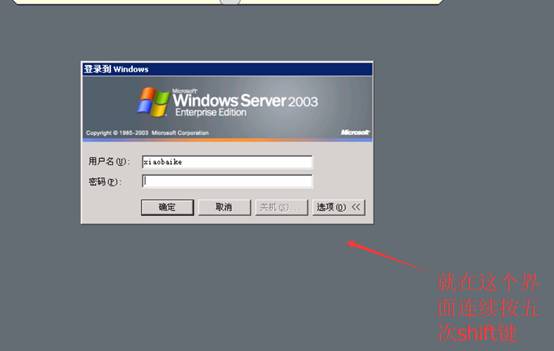 登录到 Windows
Microsoft
Windows Server 2003
Enterprise Edition
Copyright © 1985-2003 Microsoft Corporation
Microsoft
用户名(U):
xiaobaike
密码(P):
确定
取消
关机(S)...
选项(O) <<
就在这个界
面连续按五
次shift键